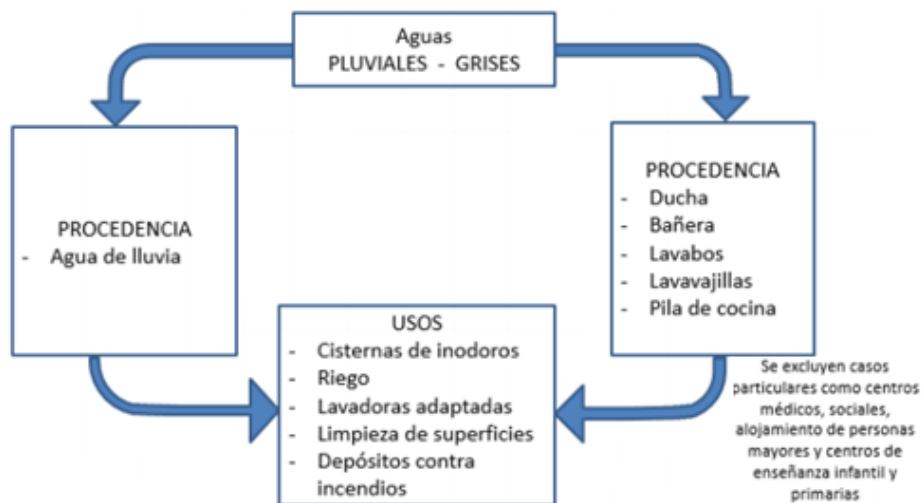 Aguas
PLUVIALES - GRISES
PROCEDENCIA
- Agua de lluvia
PROCEDENCIA
- Ducha
- Bañera
- Lavabos
- Lavavajillas
- Pila de cocina
USOS
- Cisternas de inodoros
- Riego
- Lavadoras adaptadas
- Limpieza de superficies
- Depósitos contra
incendios
Se excluyen casos
particulares como centros
médicos, sociales,
alojamiento de personas
mayores y centros de
enseñanza infantil y
primarias